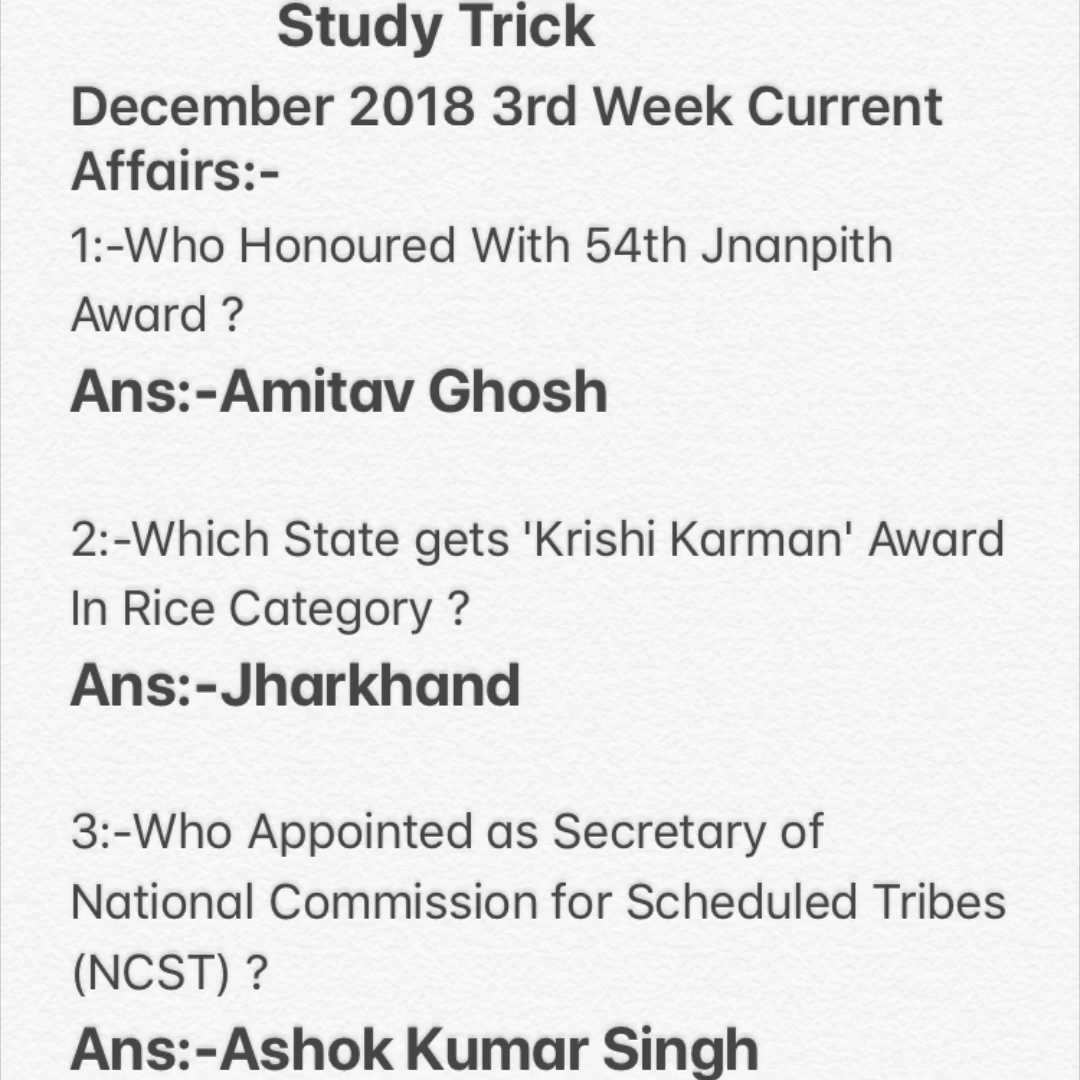 Study Trick
December 2018 3rd Week Current
Affairs:-
1:-Who Honoured With 54th Jnanpith
Award ?
Ans:-Amitav Ghosh
2:-Which State gets 'Krishi Karman' Award
In Rice Category ?
Ans:-Jharkhand
3:-Who Appointed as Secretary of
National Commission for Scheduled Tribes
(NCST) ?
Ans:-Ashok Kumar Singh